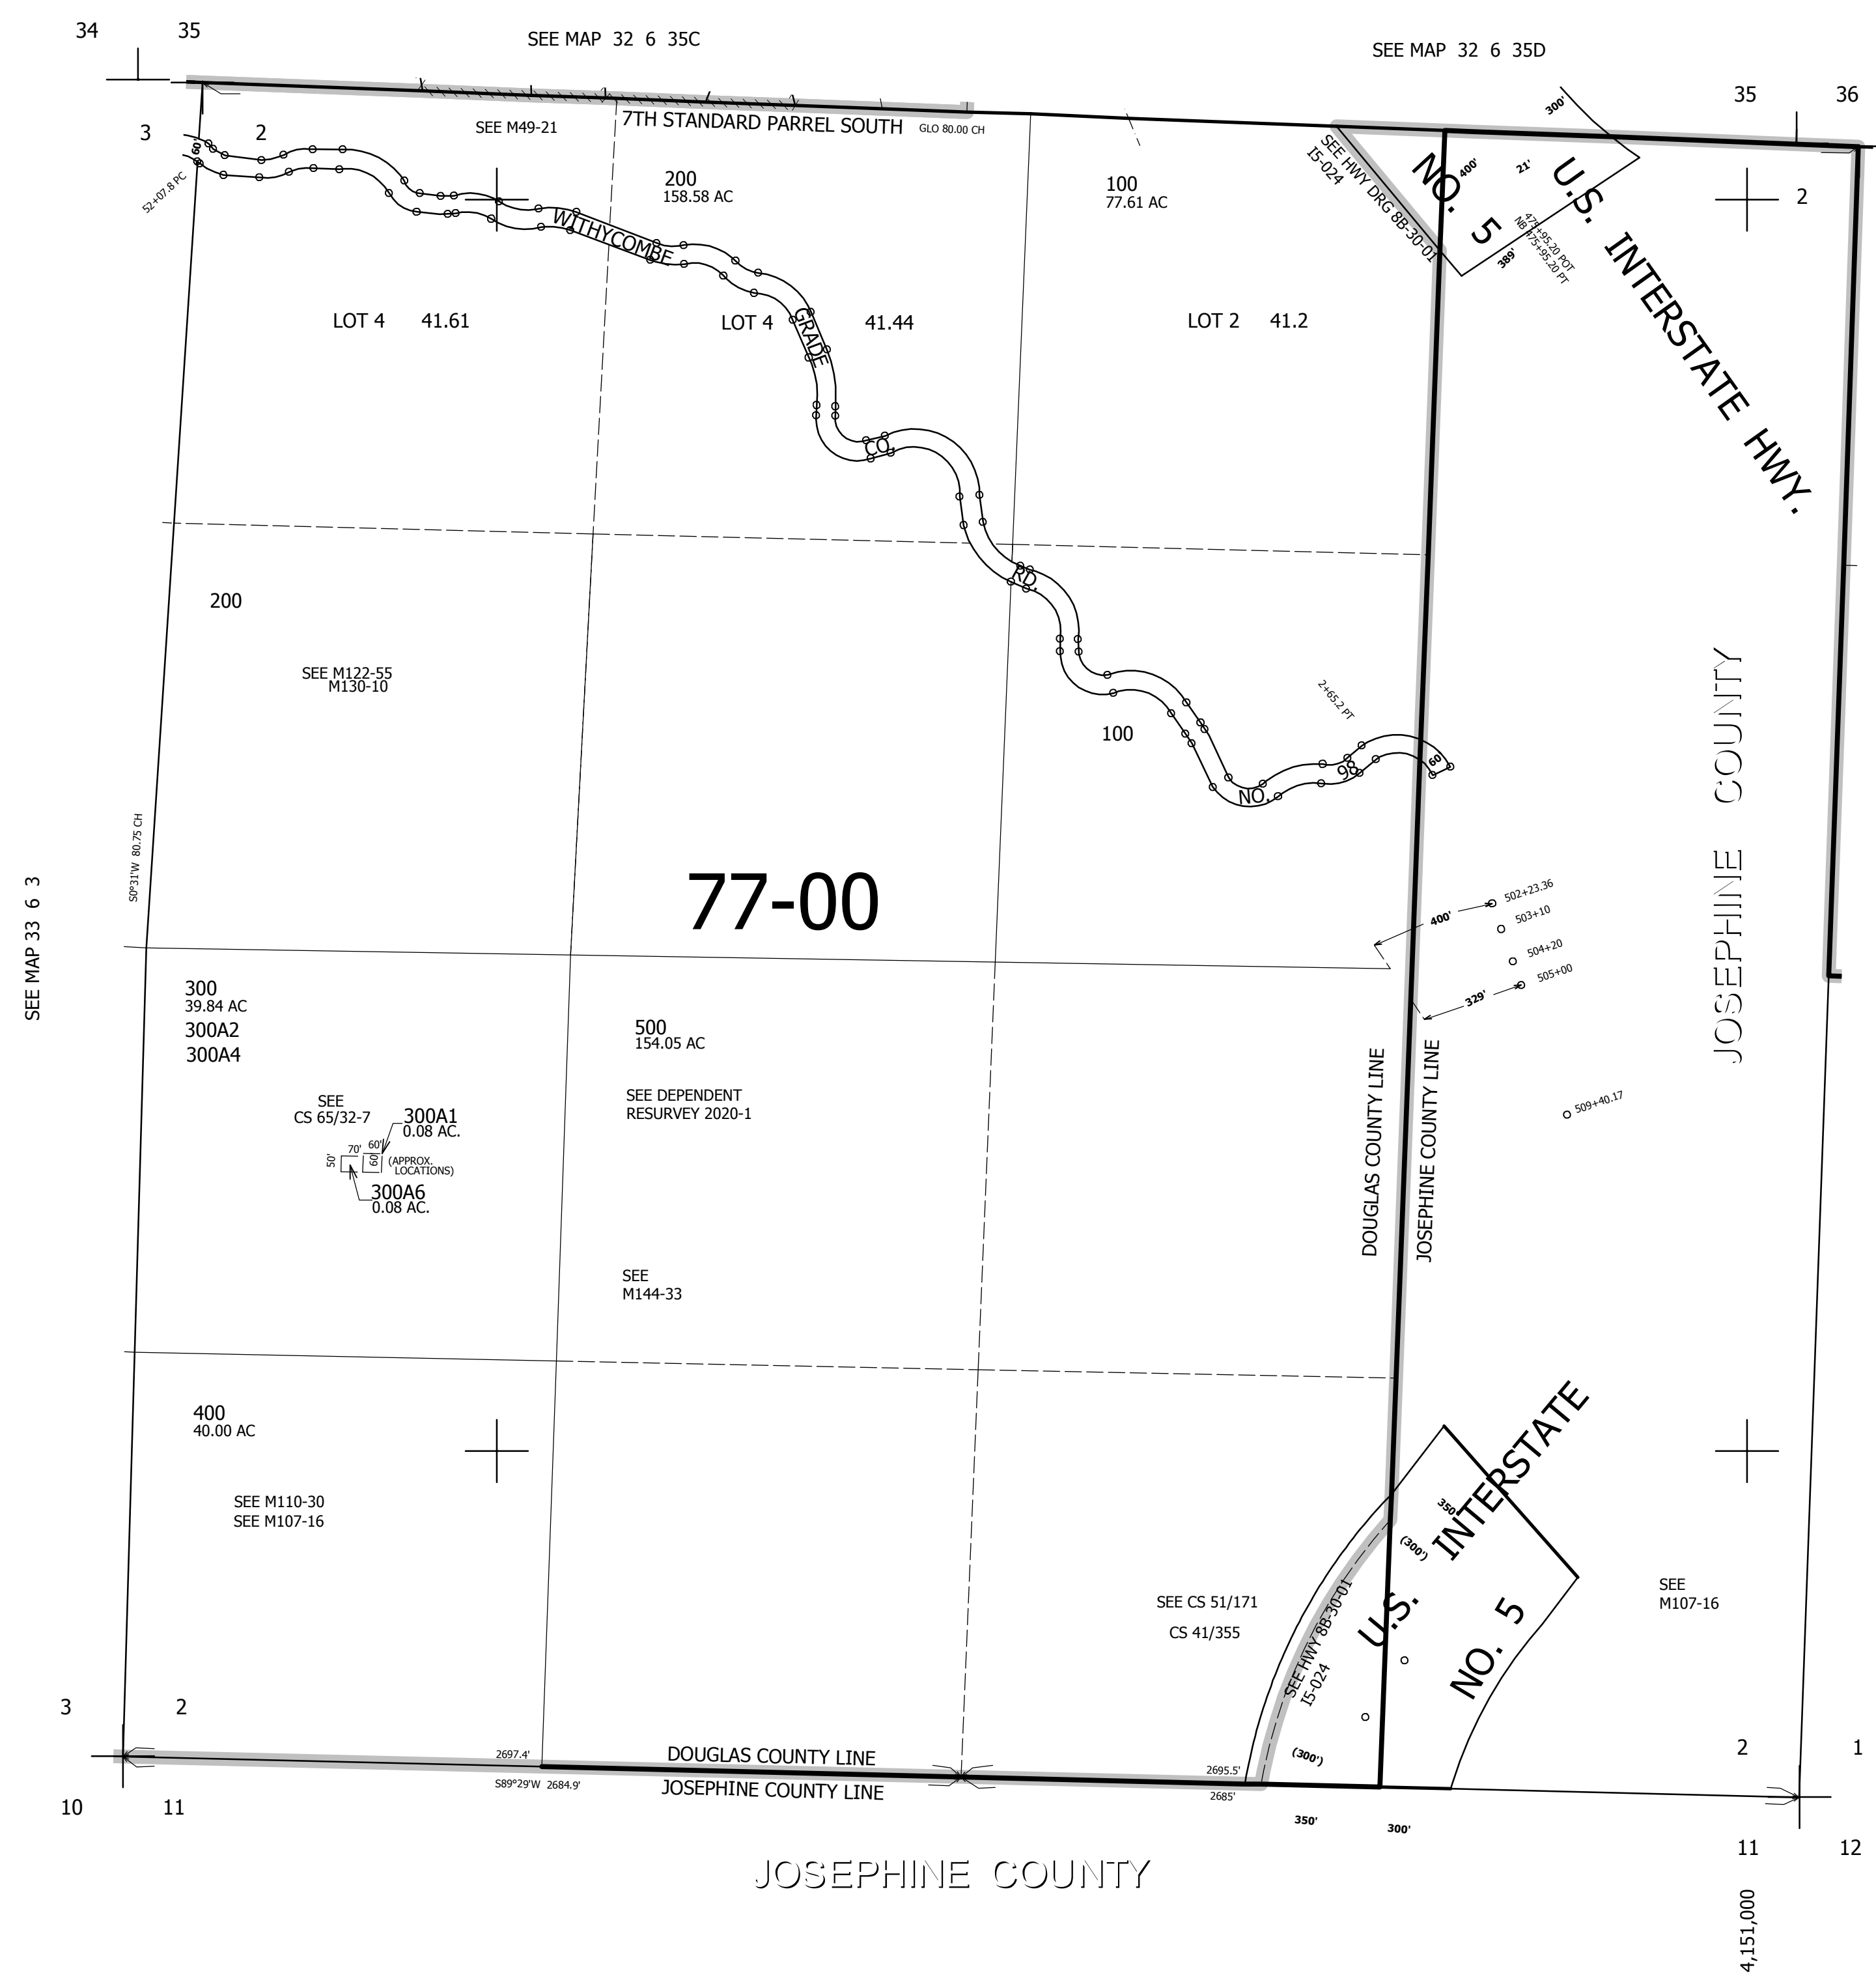 34 35
SEE MAP 32 6 35C
SEE MAP 32 6 35D
35 36
300'
3 2
60'
52+07.8 PC
SEE M49-21
7TH STANDARD PARREL SOUTH
GLO 80.00 CH
200
158.58 AC
100
77.61 AC
SEE HWY DRG 8B-30-01
I5-024
NO. 5
400'
21'
389'
475+95.20 POT
NB 475+95.20 PT
U.S. INTERSTATE HWY.
2
WITHYCOMBE GRADE CO. RD. NO. 98
LOT 4 41.61
LOT 4 41.44
LOT 2 41.2
200
SEE M122-55
M130-10
100
2+65.2 PT
60
S0°31'W 80.75 CH
SEE MAP 33 6 3
77-00
JOSEPHINE COUNTY
400'
502+23.36
503+10
504+20
505+00
329'
509+40.17
300
39.84 AC
300A2
300A4
SEE
CS 65/32-7
300A1
0.08 AC.
70'
60'
50'
60'
(APPROX.
LOCATIONS)
300A6
0.08 AC.
500
154.05 AC
SEE DEPENDENT
RESURVEY 2020-1
SEE
M144-33
DOUGLAS COUNTY LINE
JOSEPHINE COUNTY LINE
400
40.00 AC
SEE M110-30
SEE M107-16
SEE CS 51/171
CS 41/355
SEE HWY 8B-30-01
I5-024
350'
(300')
U.S. INTERSTATE
NO. 5
(300')
SEE
M107-16
3 2
2697.4'
DOUGLAS COUNTY LINE
2695.5'
2 1
S89°29'W 2684.9'
JOSEPHINE COUNTY LINE
2685'
10 11
350'
300'
11 12
JOSEPHINE COUNTY
4,151,000